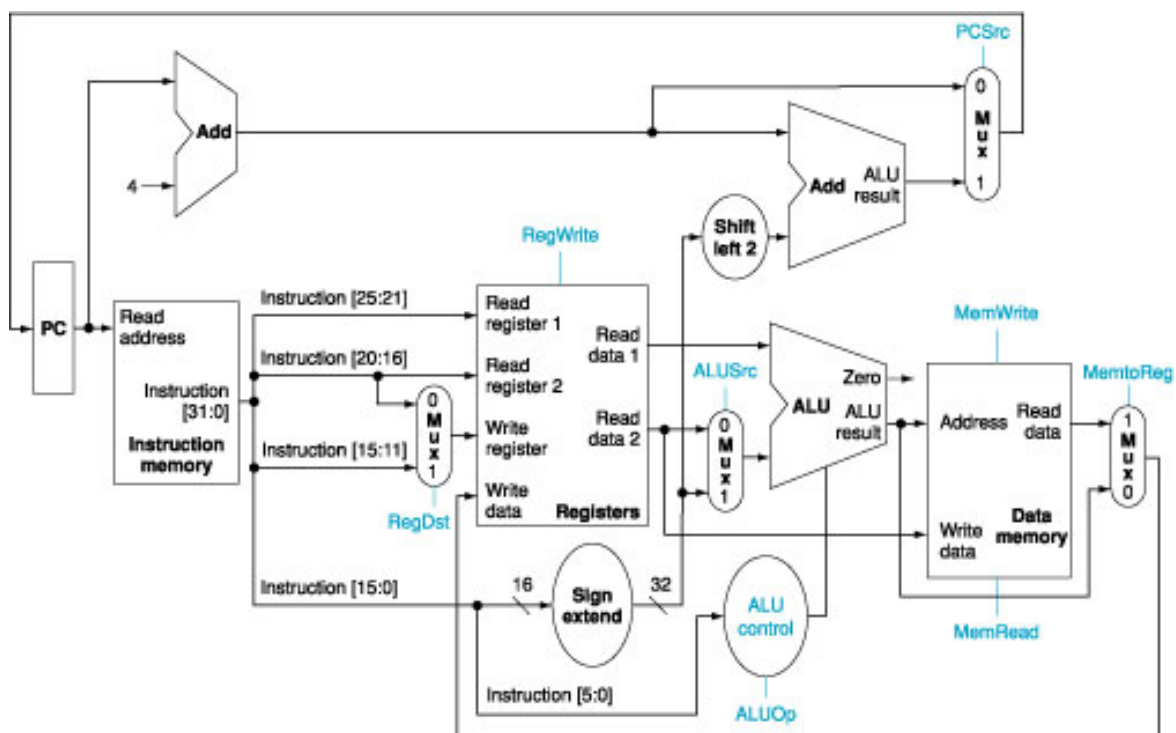 PCSrc
0
Mux
1
Add
4
Add
ALU
result
Shift
left 2
RegWrite
PC
Read
address
Instruction
[31:0]
Instruction
memory
Instruction [25:21]
Instruction [20:16]
Instruction [15:11]
0
Mux
1
RegDst
Read
register 1
Read
register 2
Write
register
Write
data
Read
data 1
Read
data 2
Registers
ALUSrc
0
Mux
1
ALU
Zero
ALU
result
MemWrite
Address
Read
data
Write
data
Data
memory
MemRead
MemtoReg
1
Mux
0
Instruction [15:0]
16
Sign
extend
32
ALU
control
Instruction [5:0]
ALUOp